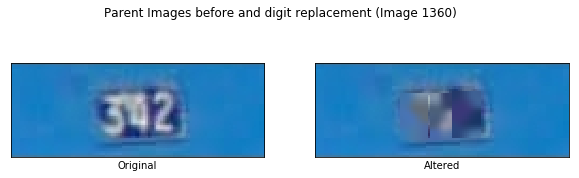 Parent Images before and digit replacement (Image 1360)
342
Original
Altered